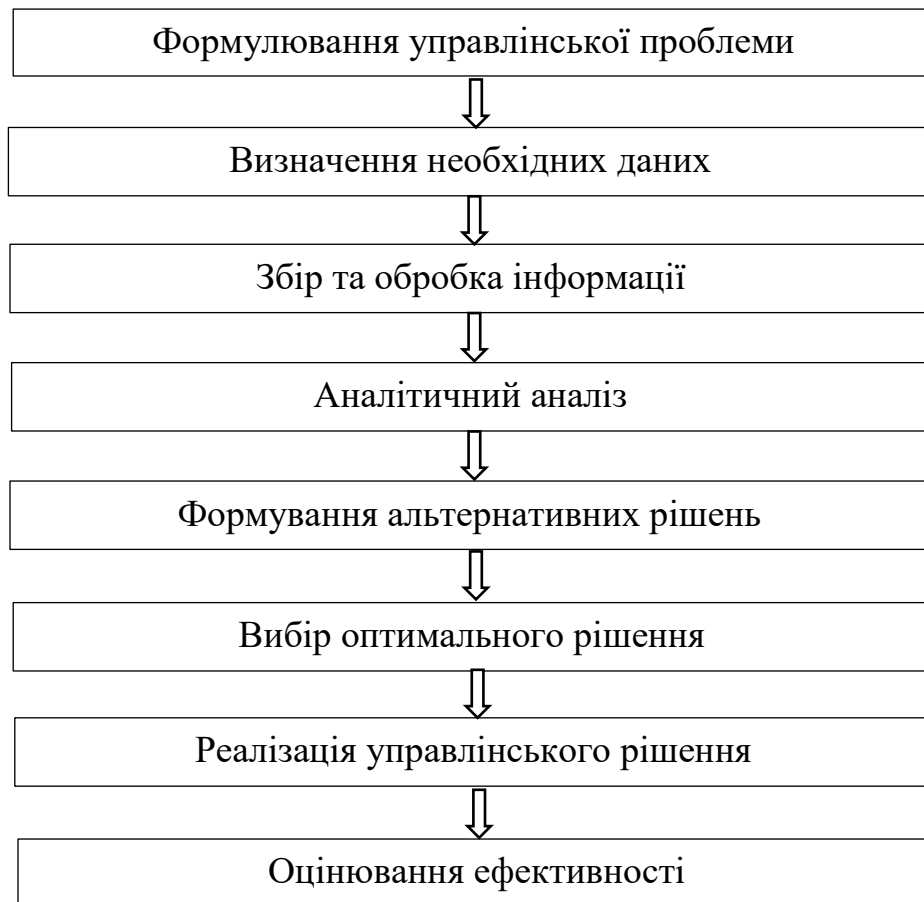 Формулювання управлінської проблеми
Визначення необхідних даних
Збір та обробка інформації
Аналітичний аналіз
Формування альтернативних рішень
Вибір оптимального рішення
Реалізація управлінського рішення
Оцінювання ефективності